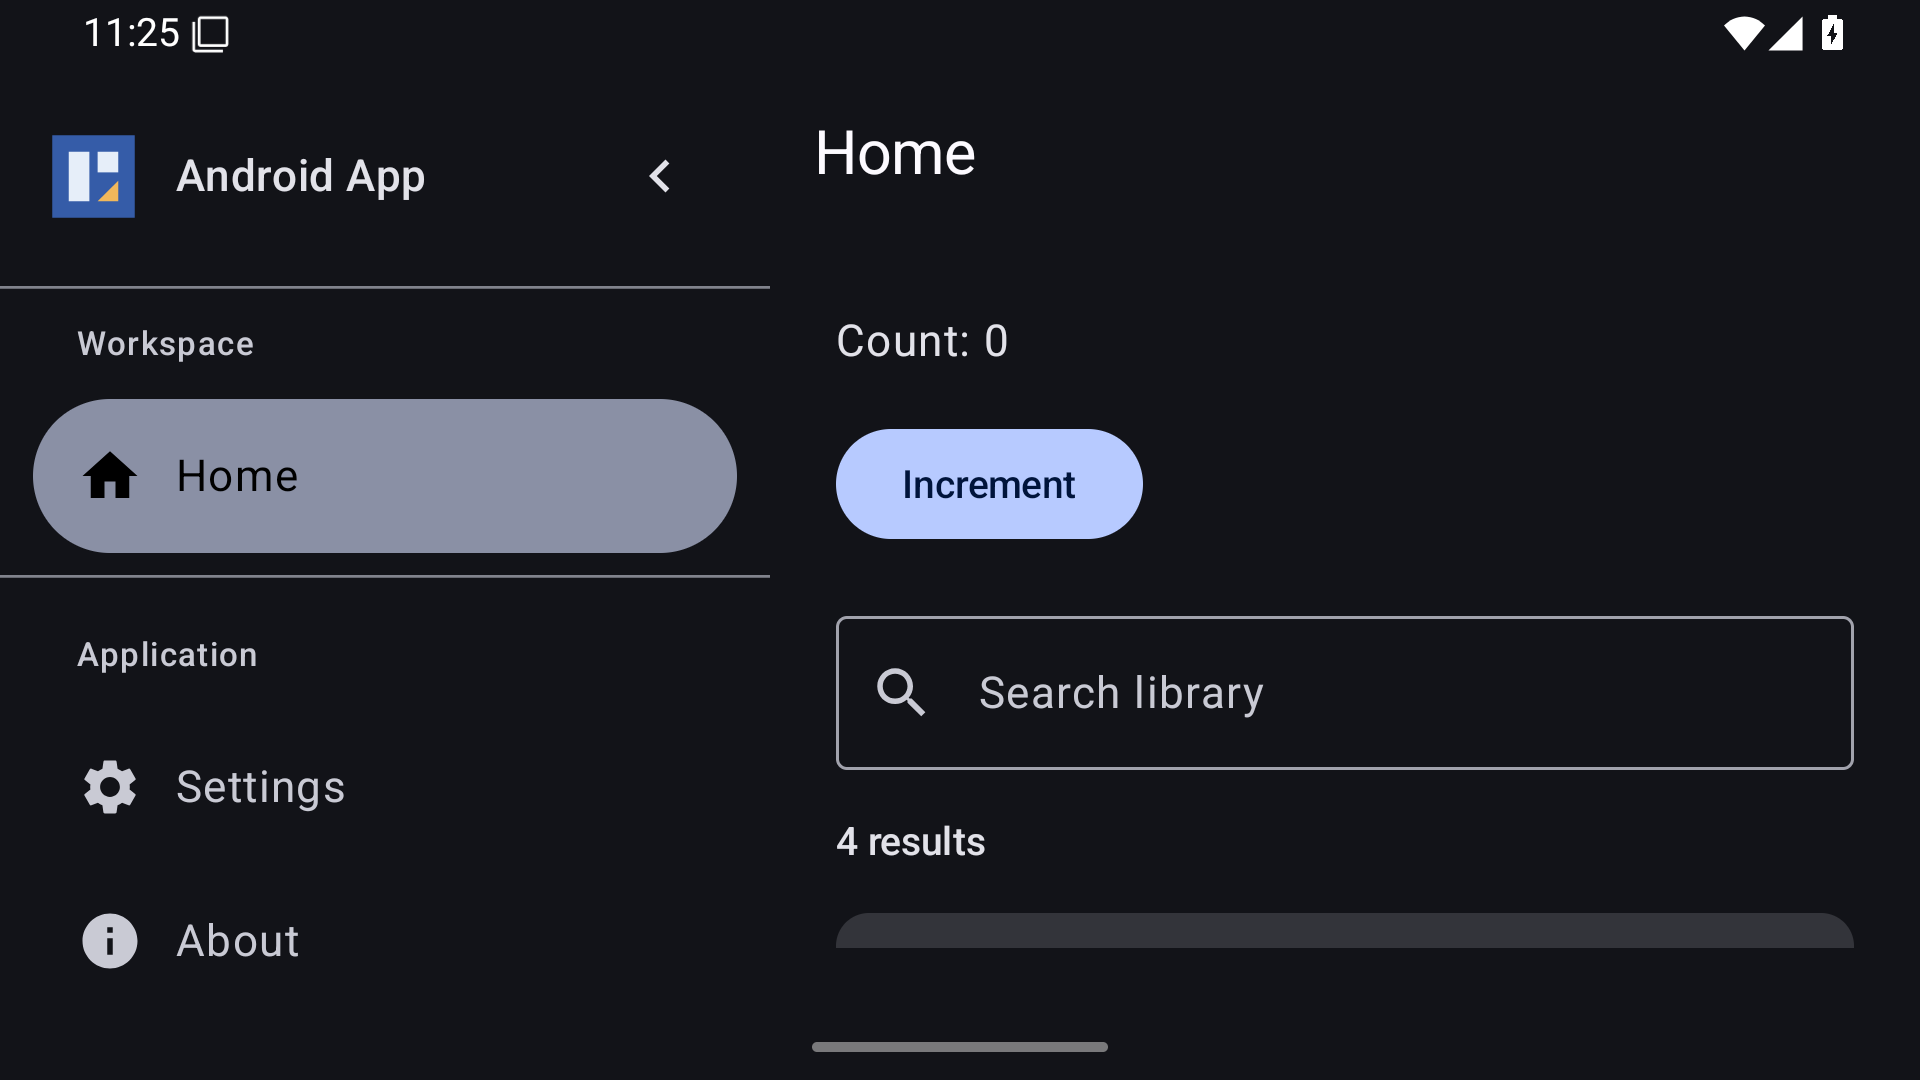 11:25
Android App
Workspace
Home
Application
Settings
About
Home
Count: 0
Increment
Search library
4 results